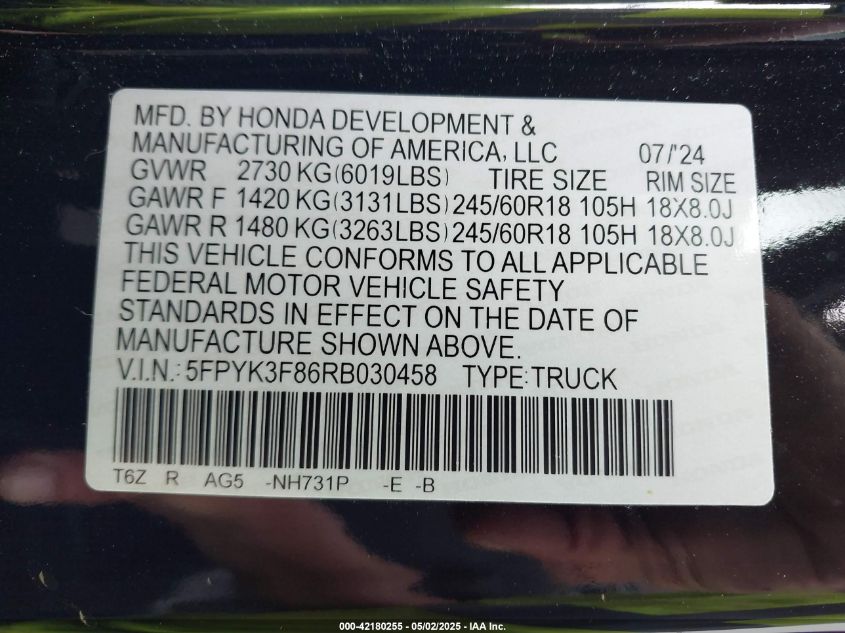 MFD. BY HONDA DEVELOPMENT &
MANUFACTURING OF AMERICA, LLC 07/'24
GVWR 2730 KG(6019LBS) TIRE SIZE RIM SIZE
GAWR F 1420 KG(3131LBS) 245/60R18 105H 18X8.0J
GAWR R 1480 KG(3263LBS) 245/60R18 105H 18X8.0J
THIS VEHICLE CONFORMS TO ALL APPLICABLE
FEDERAL MOTOR VEHICLE SAFETY
STANDARDS IN EFFECT ON THE DATE OF
MANUFACTURE SHOWN ABOVE.
V.I.N.: 5FPYK3F86RB030458 TYPE: TRUCK
T6Z R AG5 -NH731P -E -B
000-42180255 - 05/02/2025 - IAA Inc.